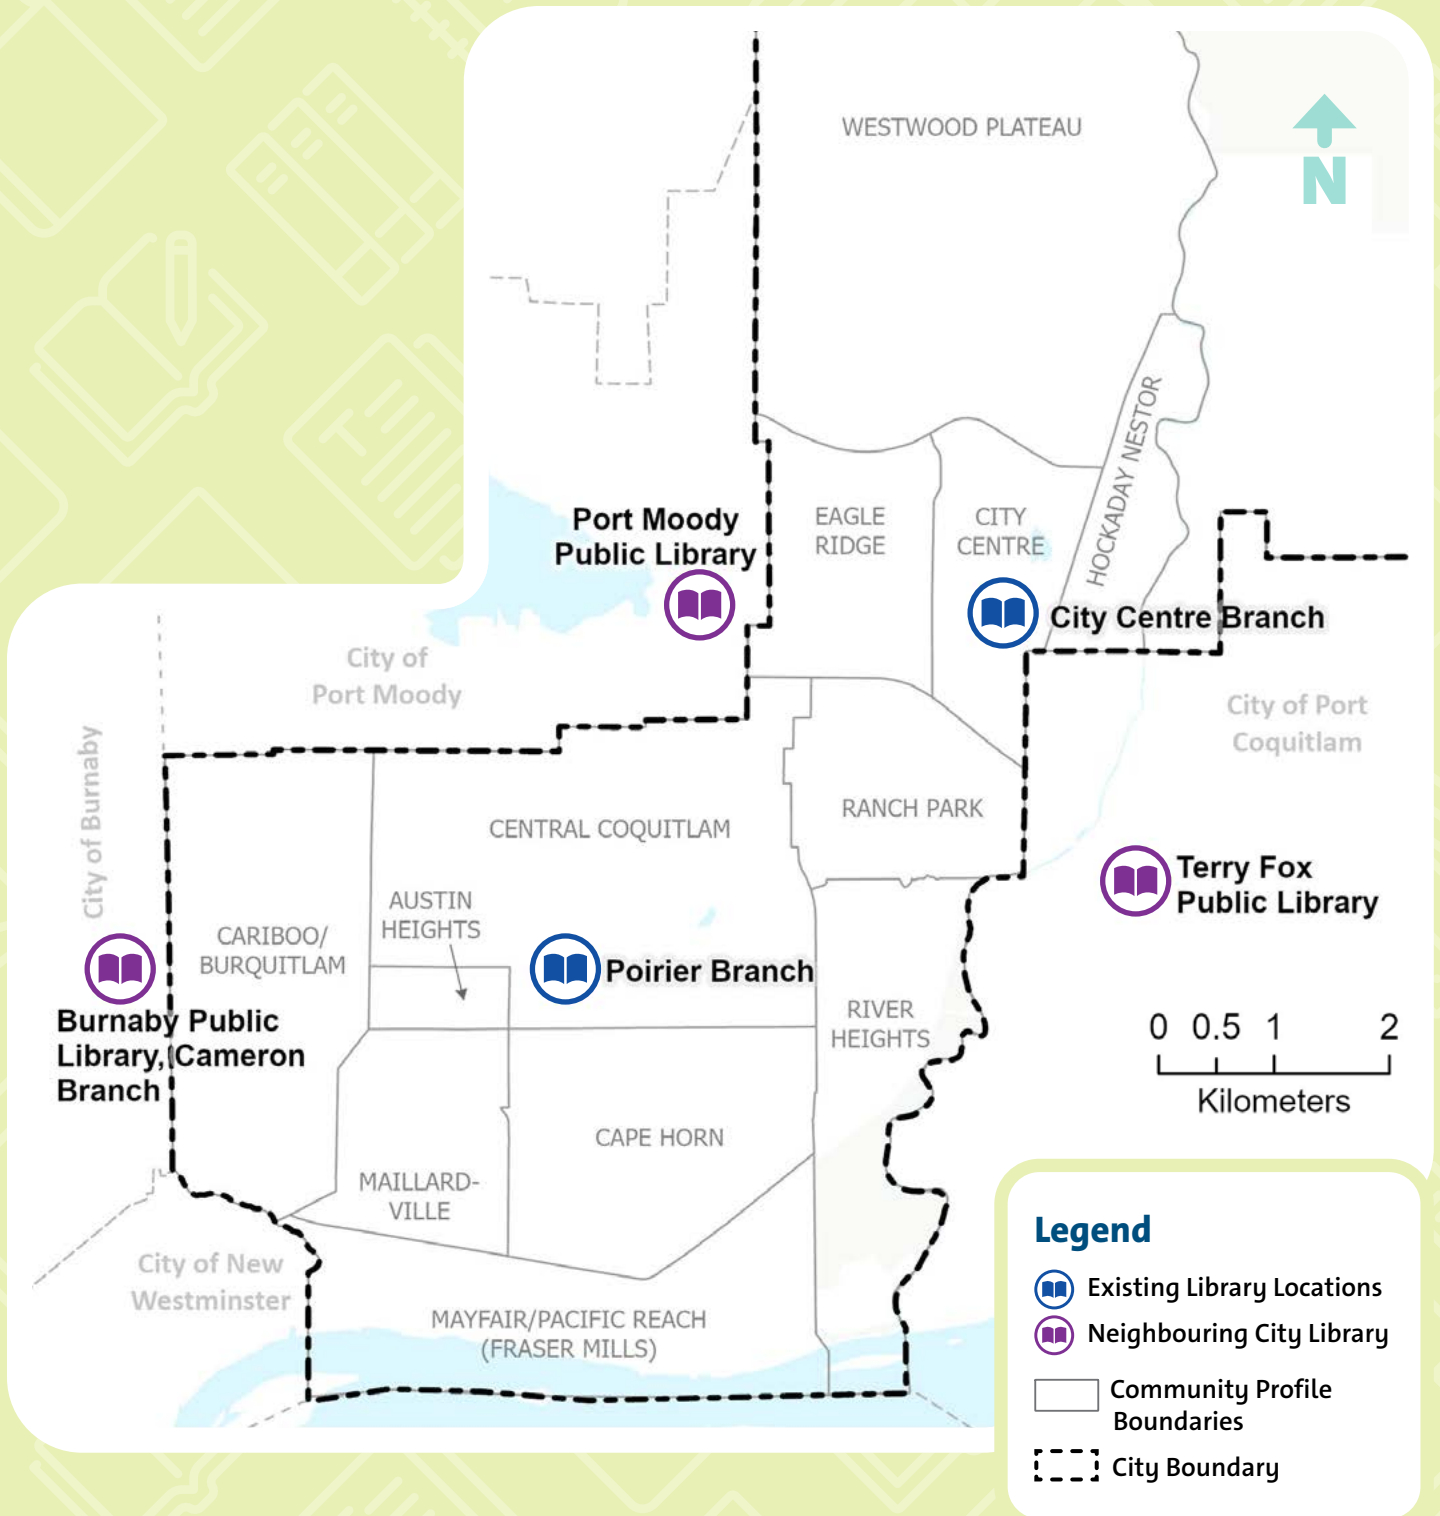 WESTWOOD PLATEAU
N
HOCKADAY NESTOR
EAGLE
RIDGE
CITY
CENTRE
Port Moody
Public Library
City Centre Branch
City of
Port Moody
City of Port
Coquitlam
City of Burnaby
RANCH PARK
CENTRAL COQUITLAM
Terry Fox
Public Library
AUSTIN
HEIGHTS
CARIBOO/
BURQUITLAM
Poirier Branch
Burnaby Public
Library, Cameron
Branch
RIVER
HEIGHTS
0 0.5 1 2
Kilometers
CAPE HORN
MAILLARD-
VILLE
City of New
Westminster
MAYFAIR/PACIFIC REACH
(FRASER MILLS)
Legend
Existing Library Locations
Neighbouring City Library
Community Profile
Boundaries
City Boundary